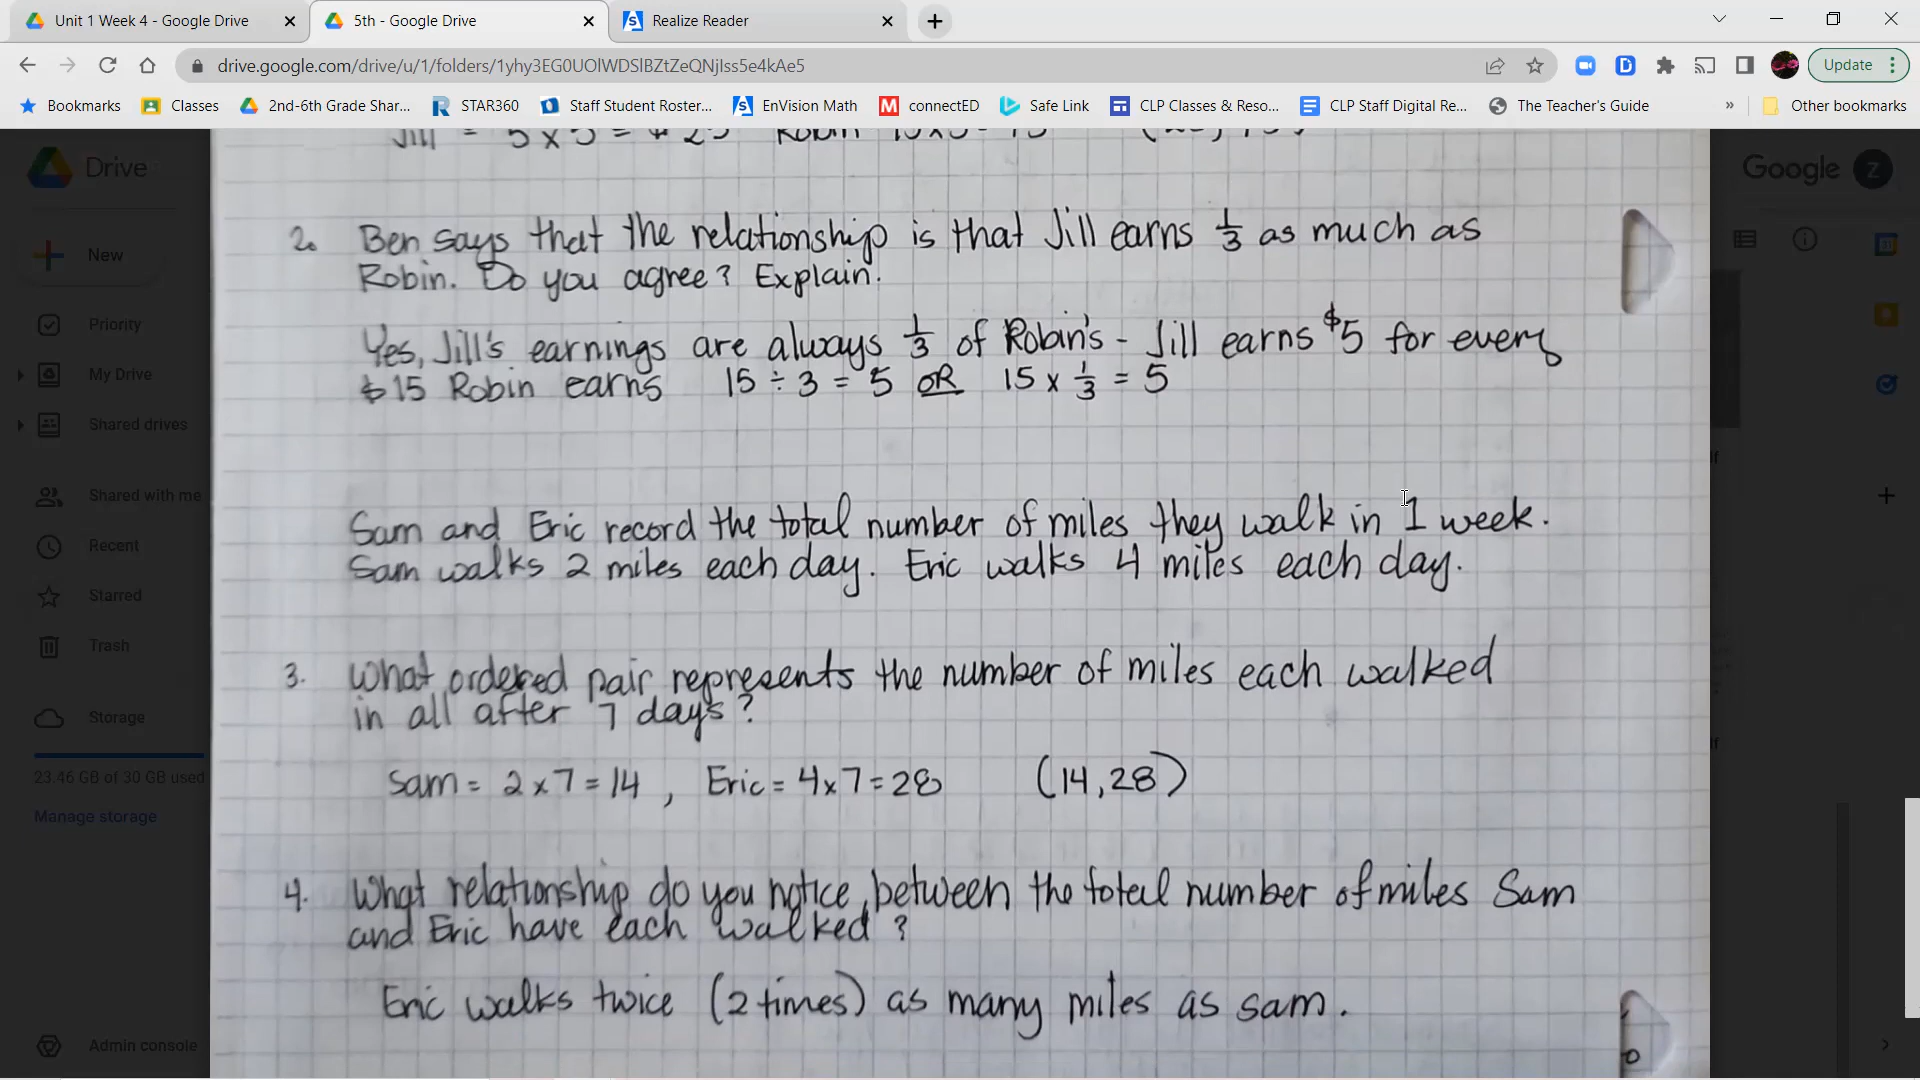 Unit 1 Week 4 - Google Drive
5th - Google Drive
Realize Reader
drive.google.com/drive/u/1/folders/1yhy3EG0UOlWDSlBZtZeQNjIss5e4kAe5
Update
Bookmarks
Classes
2nd-6th Grade Shar...
STAR360
Staff Student Roster...
EnVision Math
connectED
Safe Link
CLP Classes & Reso...
CLP Staff Digital Re...
The Teacher's Guide
»
Other bookmarks
Drive
Google
Z
New
Priority
My Drive
Shared drives
Shared with me
Recent
Starred
Trash
Storage
23.46 GB of 30 GB used
Manage storage
Admin console
2. Ben says that the relationship is that Jill earns 1/3 as much as
Robin. Do you agree? Explain.
Yes, Jill's earnings are always 1/3 of Robin's - Jill earns $5 for every
$15 Robin earns 15 ÷ 3 = 5 OR 15 x 1/3 = 5
Sam and Eric record the total number of miles they walk in 1 week.
Sam walks 2 miles each day. Eric walks 4 miles each day.
3. What ordered pair represents the number of miles each walked
in all after 7 days?
Sam = 2 x 7 = 14, Eric = 4 x 7 = 28 (14, 28)
4. What relationship do you notice between the total number of miles Sam
and Eric have each walked?
Eric walks twice (2 times) as many miles as Sam.